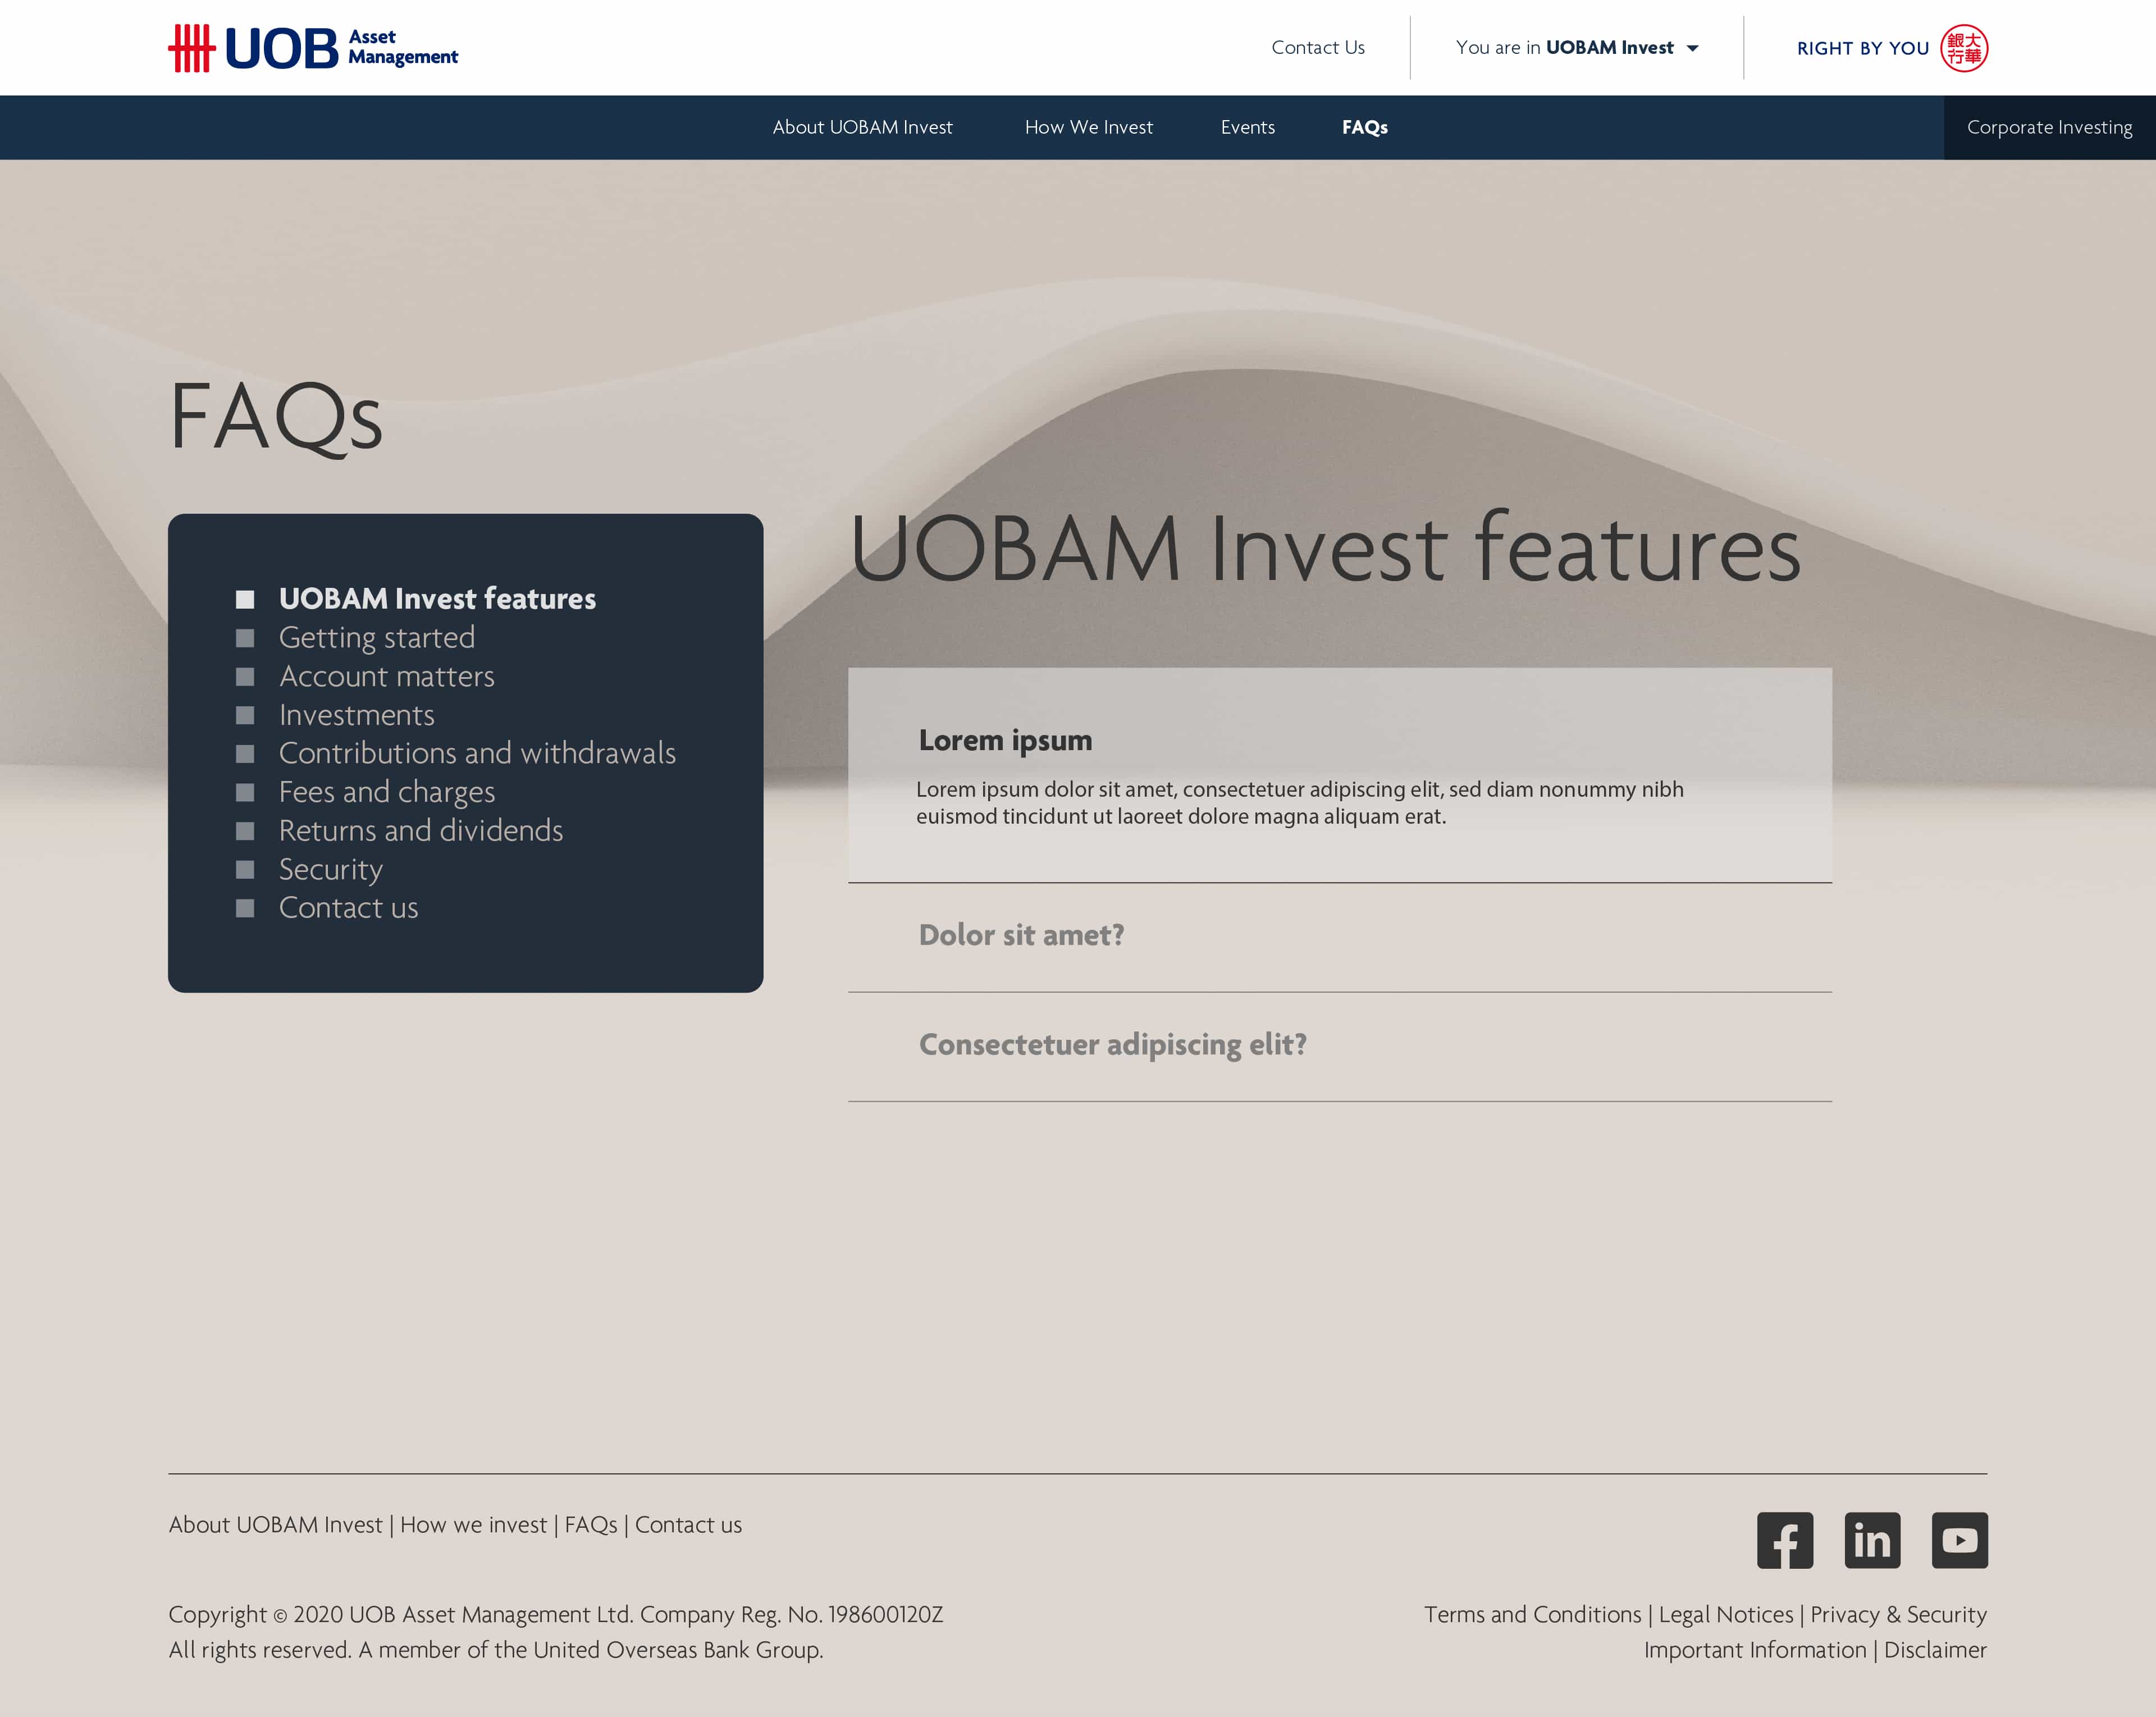 UOB Asset
Management
Contact Us
You are in UOBAM Invest
RIGHT BY YOU
銀大
行華
About UOBAM Invest
How We Invest
Events
FAQs
Corporate Investing
FAQs
UOBAM Invest features
Getting started
Account matters
Investments
Contributions and withdrawals
Fees and charges
Returns and dividends
Security
Contact us
UOBAM Invest features
Lorem ipsum
Lorem ipsum dolor sit amet, consectetuer adipiscing elit, sed diam nonummy nibh
euismod tincidunt ut laoreet dolore magna aliquam erat.
Dolor sit amet?
Consectetuer adipiscing elit?
About UOBAM Invest | How we invest | FAQs | Contact us
Copyright © 2020 UOB Asset Management Ltd. Company Reg. No. 198600120Z
All rights reserved. A member of the United Overseas Bank Group.
Terms and Conditions | Legal Notices | Privacy & Security
Important Information | Disclaimer